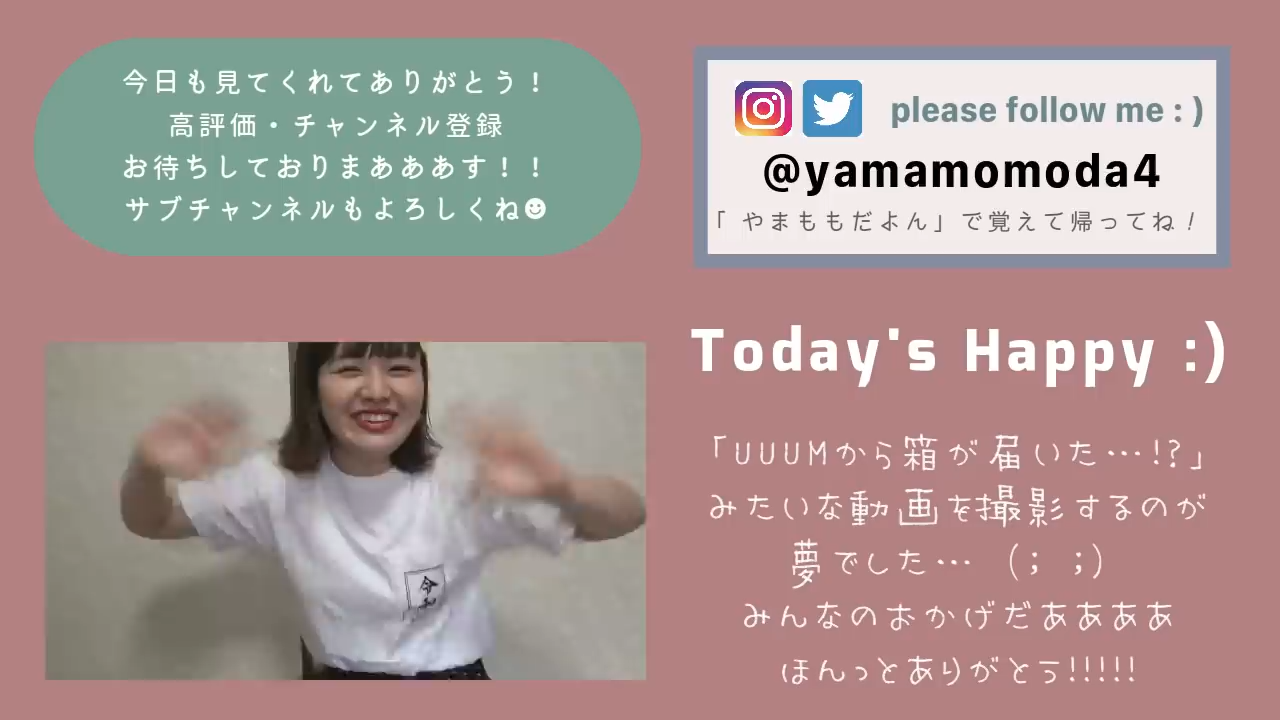 今日も見てくれてありがとう！
高評価・チャンネル登録
お待ちしておりまあああす！！
サブチャンネルもよろしくね☻
please follow me : )
@yamamomoda4
「やまももだよん」で覚えて帰ってね！
Today's Happy :)
「UUUMから箱が届いた…!?」
みたいな動画を撮影するのが
夢でした… (； ；)
みんなのおかげだああああ
ほんっとありがとう!!!!!
令和